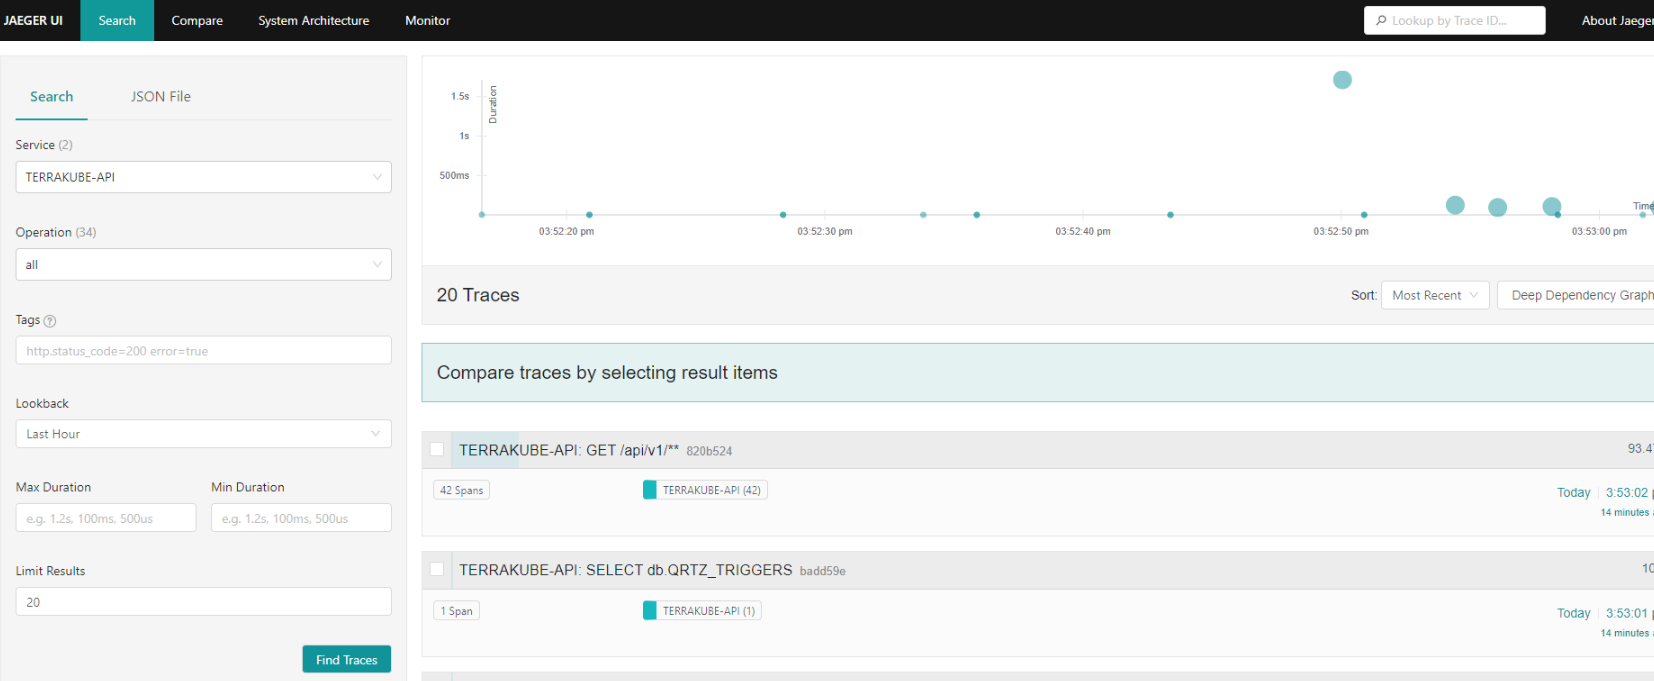 JAEGER UI Search Compare System Architecture Monitor Lookup by Trace ID... About Jaeger
Search JSON File
Service (2)
TERRAKUBE-API
Operation (34)
all
Tags ?
http.status_code=200 error=true
Lookback
Last Hour
Max Duration Min Duration
e.g. 1.2s, 100ms, 500us e.g. 1.2s, 100ms, 500us
Limit Results
20
Find Traces
Duration
1.5s
1s
500ms
Time
03:52:20 pm 03:52:30 pm 03:52:40 pm 03:52:50 pm 03:53:00 pm
20 Traces Sort: Most Recent Deep Dependency Graph
Compare traces by selecting result items
TERRAKUBE-API: GET /api/v1/** 820b524
42 Spans TERRAKUBE-API (42) Today 3:53:02
14 minutes
TERRAKUBE-API: SELECT db.QRTZ_TRIGGERS badd59e
1 Span TERRAKUBE-API (1) Today 3:53:01
14 minutes